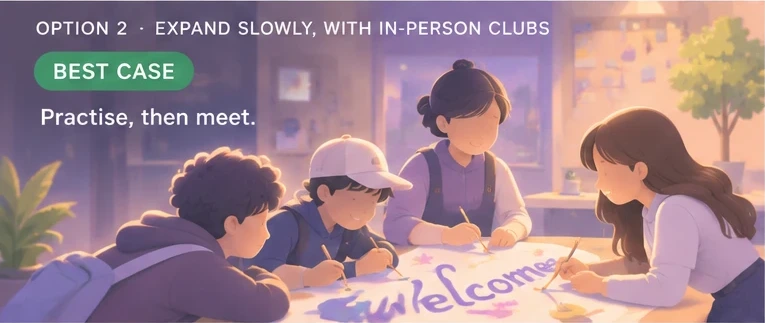 OPTION 2 · EXPAND SLOWLY, WITH IN-PERSON CLUBS
BEST CASE
Practise, then meet.
Welcome